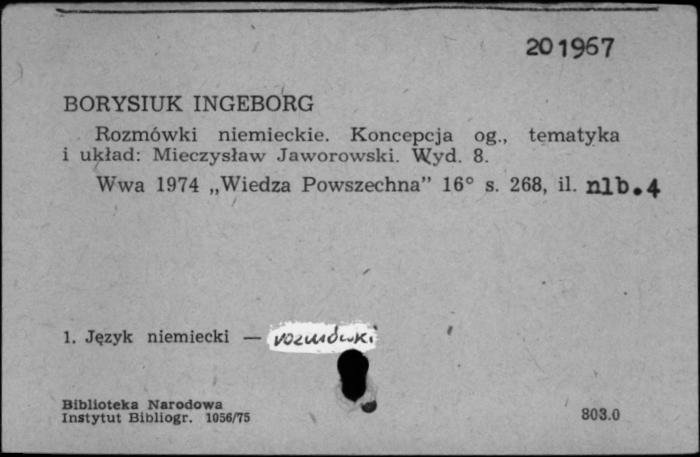 201967
BORYSIUK INGEBORG
Rozmówki niemieckie. Koncepcja og., tematyka
i układ: Mieczysław Jaworowski. Wyd. 8.
Wwa 1974 „Wiedza Powszechna” 16° s. 268, il. nlb.4
1. Język niemiecki — rozmówki
Biblioteka Narodowa
Instytut Bibliogr. 1056/75
803.0